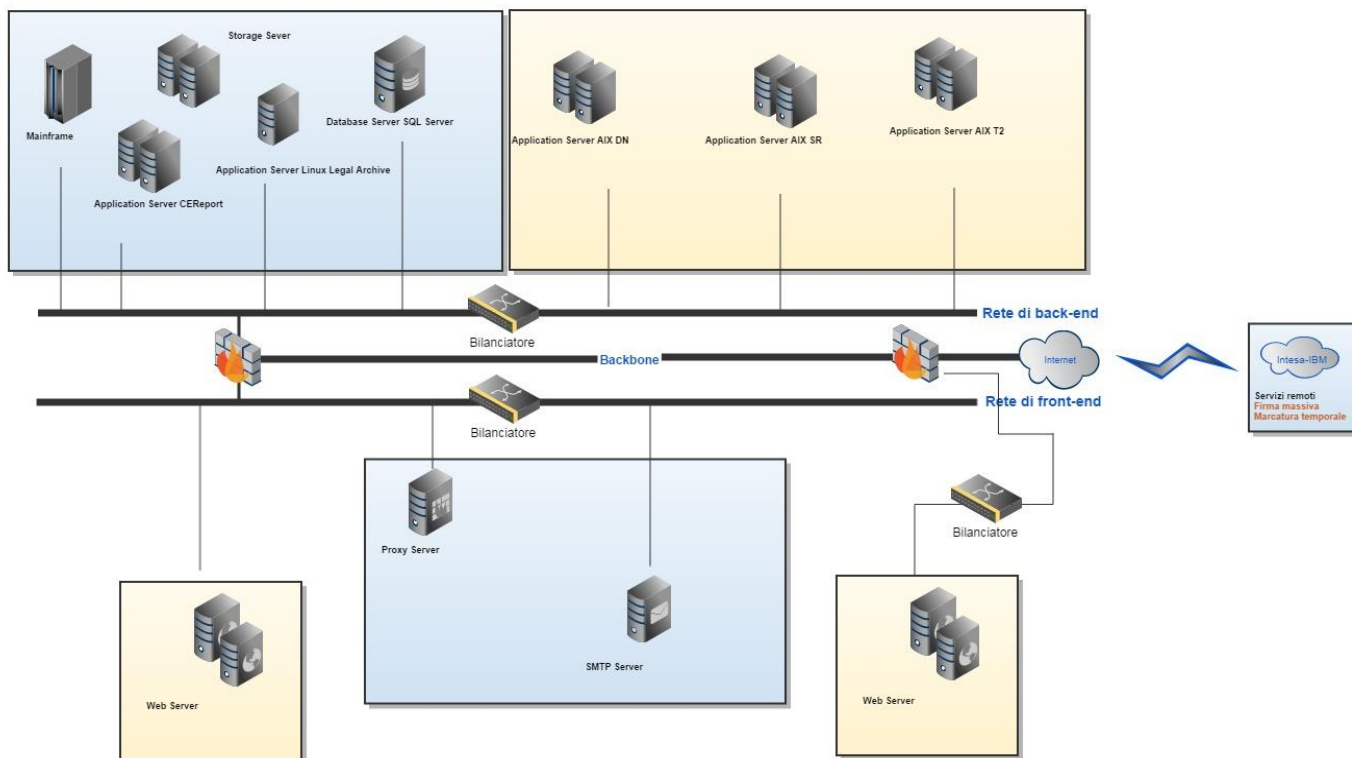 Storage Sever
Mainframe
Database Server SQL Server
Application Server Linux Legal Archive
Application Server CEReport
Application Server AIX DN
Application Server AIX SR
Application Server AIX T2
Rete di back-end
Bilanciatore
Backbone
Internet
Intesa-IBM
Servizi remoti
Firma massiva
Marcatura temporale
Rete di front-end
Bilanciatore
Proxy Server
Bilanciatore
SMTP Server
Web Server
Web Server